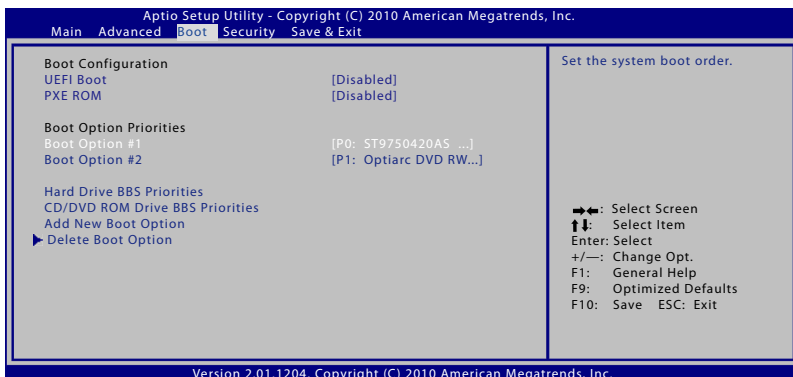 Aptio Setup Utility - Copyright (C) 2010 American Megatrends, Inc.
Main Advanced Boot Security Save & Exit
Boot Configuration
UEFI Boot [Disabled]
PXE ROM [Disabled]
Boot Option Priorities
Boot Option #1 [P0: ST9750420AS ...]
Boot Option #2 [P1: Optiarc DVD RW...]
Hard Drive BBS Priorities
CD/DVD ROM Drive BBS Priorities
Add New Boot Option
Delete Boot Option
Set the system boot order.
→←: Select Screen
↑↓: Select Item
Enter: Select
+/—: Change Opt.
F1: General Help
F9: Optimized Defaults
F10: Save ESC: Exit
Version 2.01.1204. Copyright (C) 2010 American Megatrends, Inc.